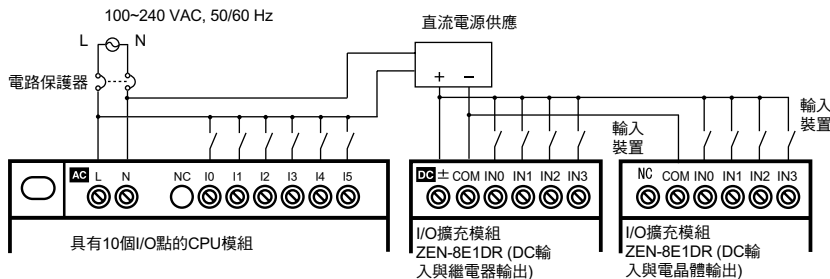 100~240 VAC, 50/60 Hz
L N
直流電源供應
電路保護器
+ −
輸入
裝置
輸入
裝置
AC L N NC I0 I1 I2 I3 I4 I5
DC ± COM IN0 IN1 IN2 IN3
NC COM IN0 IN1 IN2 IN3
具有10個I/O點的CPU模組
I/O擴充模組
ZEN-8E1DR (DC輸
入與繼電器輸出)
I/O擴充模組
ZEN-8E1DR (DC輸
入與電晶體輸出)